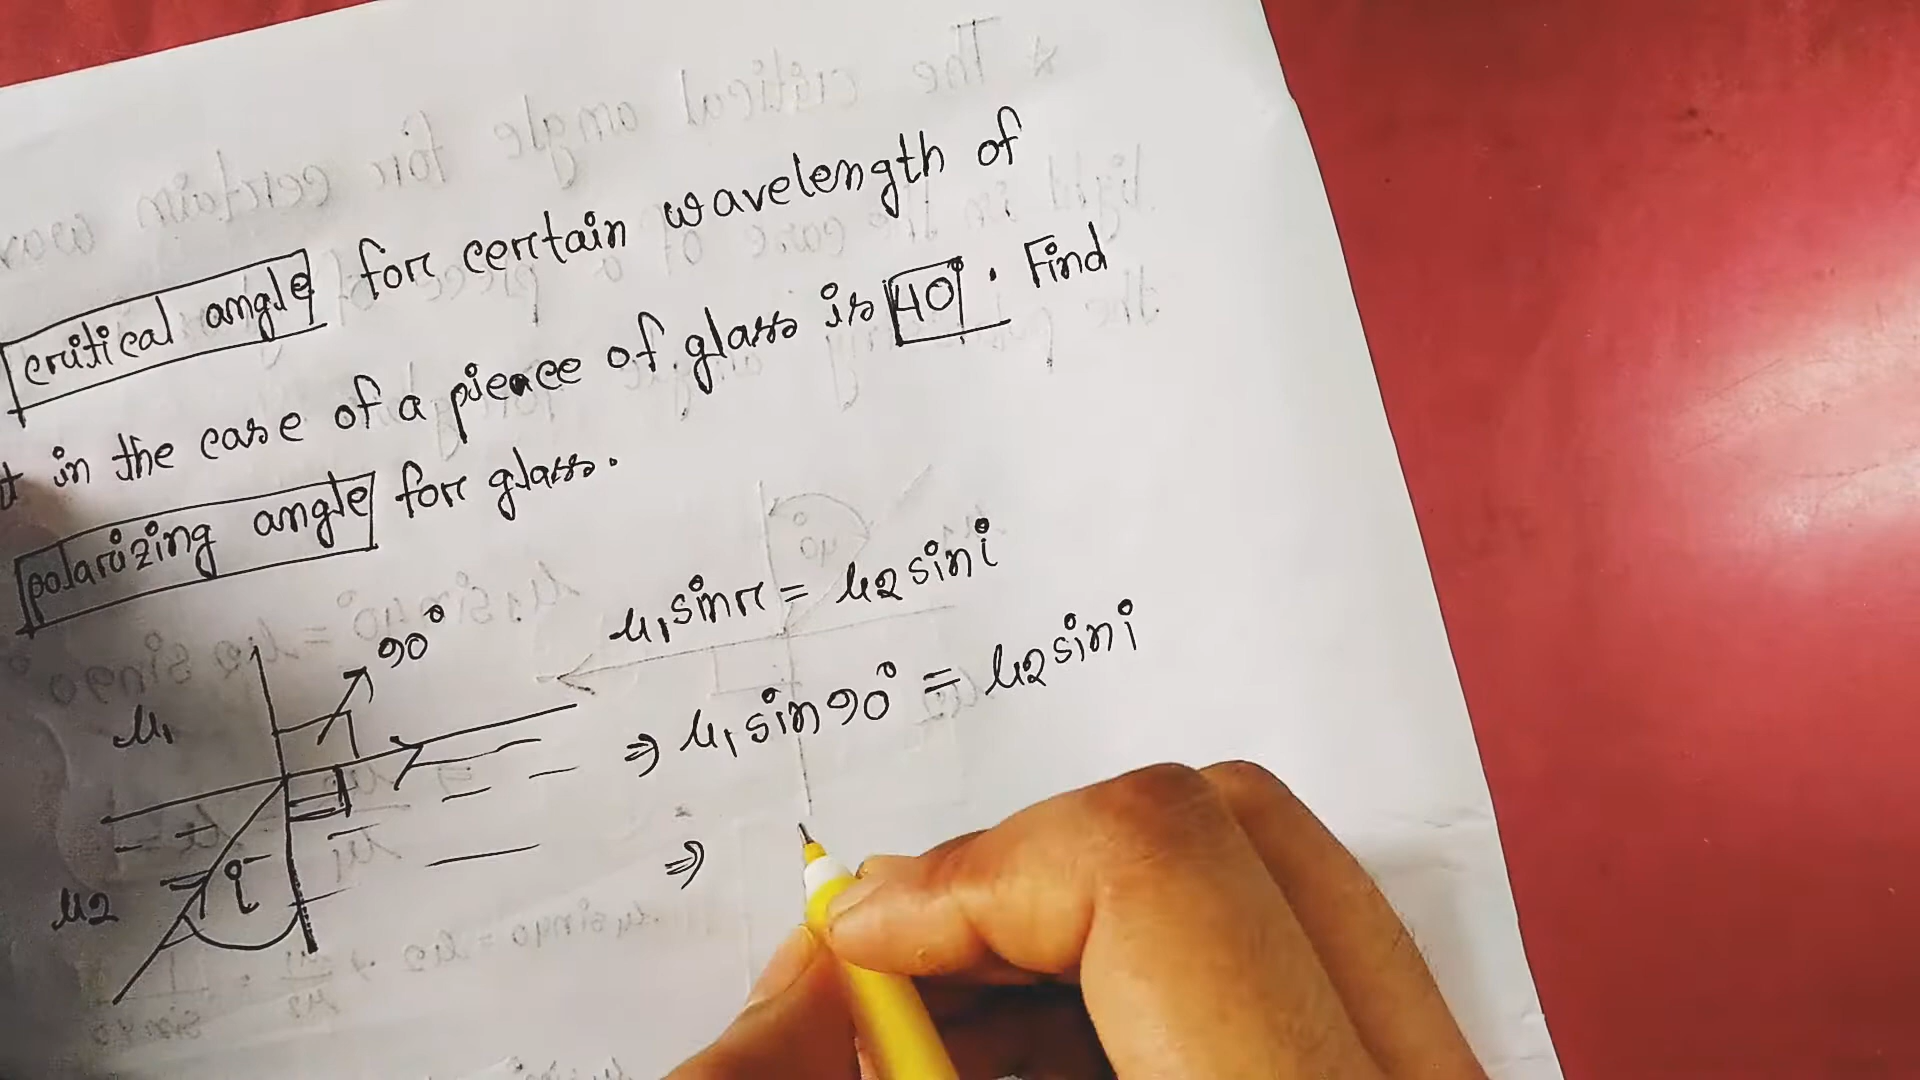 critical angle for certain wavelength of
t in the case of a pieace of glass is 40°. Find
polarizing angle for glass.
μ₁ sin r = μ₂ sin i
⇒ μ₁ sin 90° = μ₂ sin i
⇒
90°
μ₁
i
μ₂